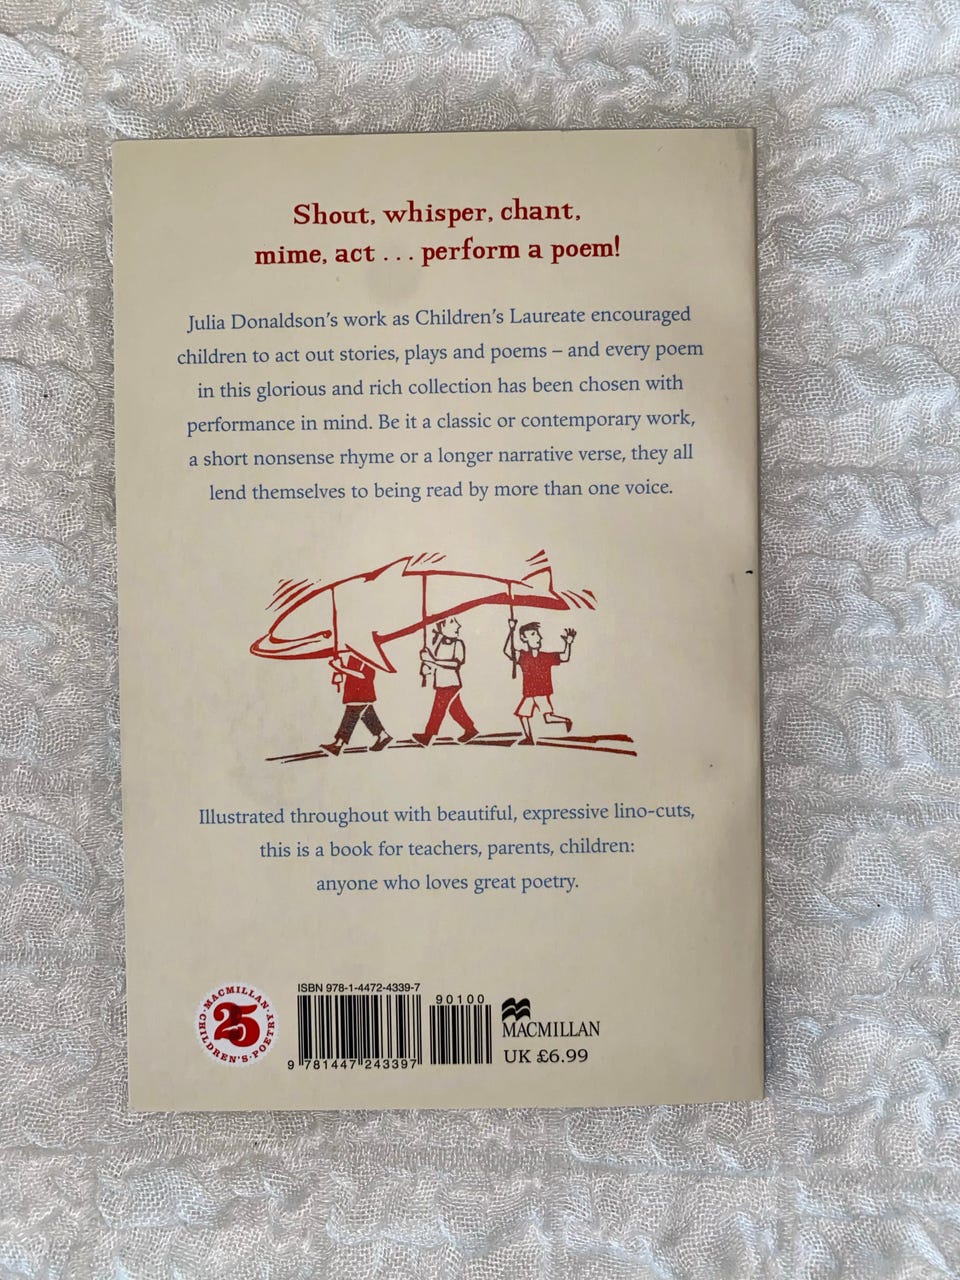 Shout, whisper, chant,
mime, act . . . perform a poem!
Julia Donaldson’s work as Children’s Laureate encouraged
children to act out stories, plays and poems – and every poem
in this glorious and rich collection has been chosen with
performance in mind. Be it a classic or contemporary work,
a short nonsense rhyme or a longer narrative verse, they all
lend themselves to being read by more than one voice.
Illustrated throughout with beautiful, expressive lino-cuts,
this is a book for teachers, parents, children:
anyone who loves great poetry.
·MACMILLAN·
25
CHILDREN'S·POETRY
ISBN 978-1-4472-4339-7
90100
9 781447 243397
MACMILLAN
UK £6.99